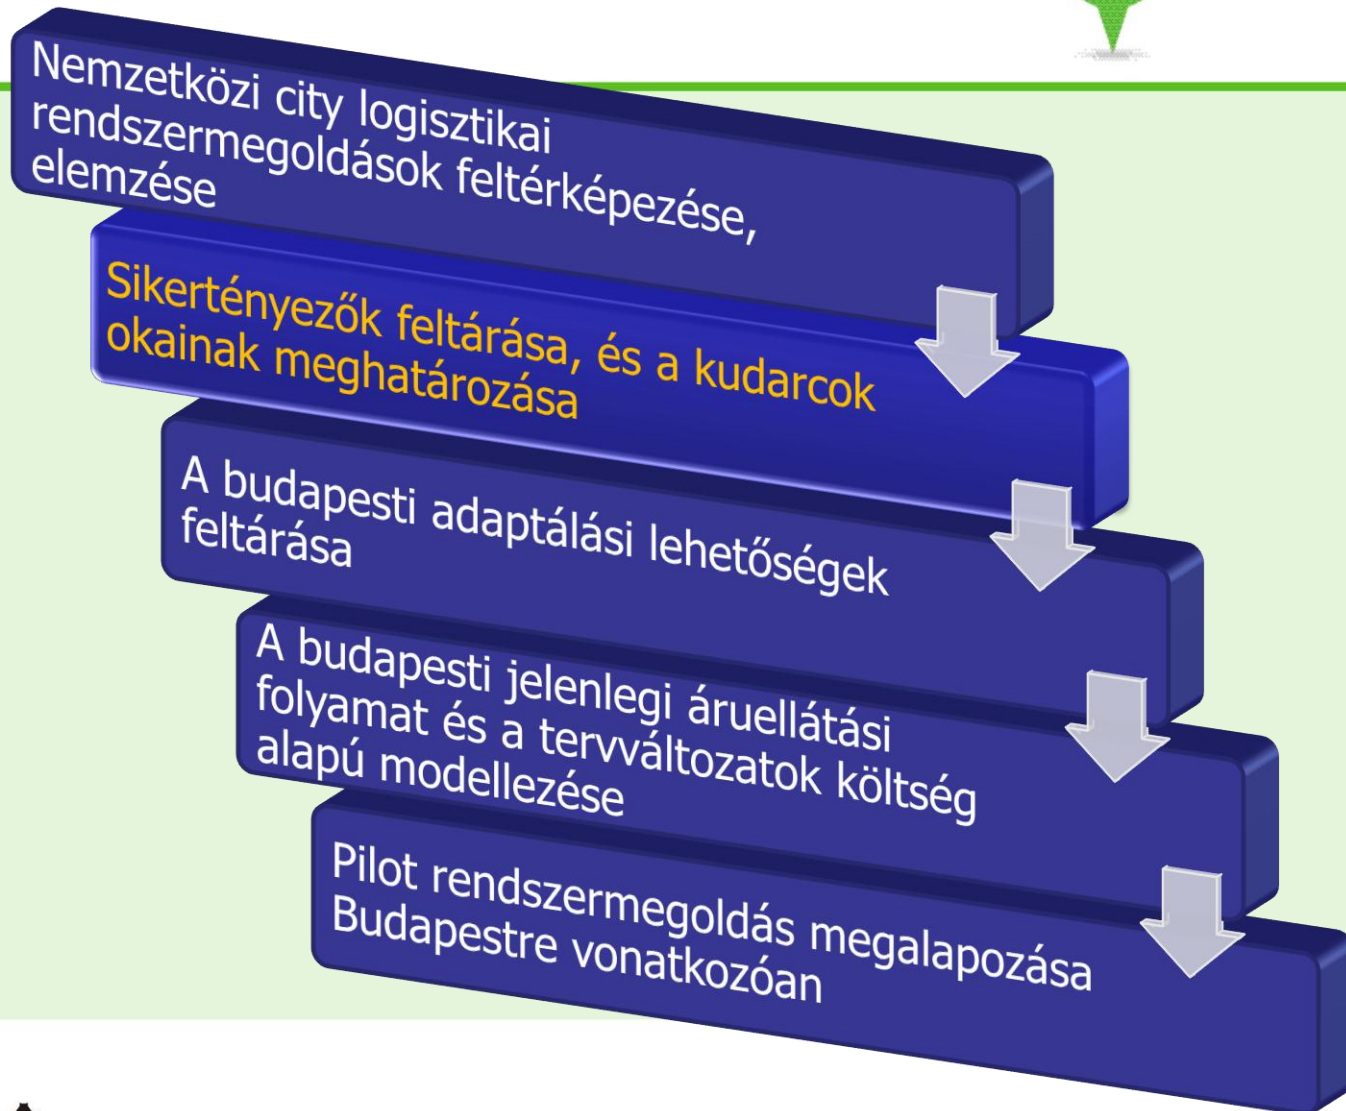 Nemzetközi city logisztikai
rendszermegoldások feltérképezése,
elemzése
Sikertényezők feltárása, és a kudarcok
okainak meghatározása
A budapesti adaptálási lehetőségek
feltárása
A budapesti jelenlegi áruellátási
folyamat és a tervváltozatok költség
alapú modellezése
Pilot rendszermegoldás megalapozása
Budapestre vonatkozóan